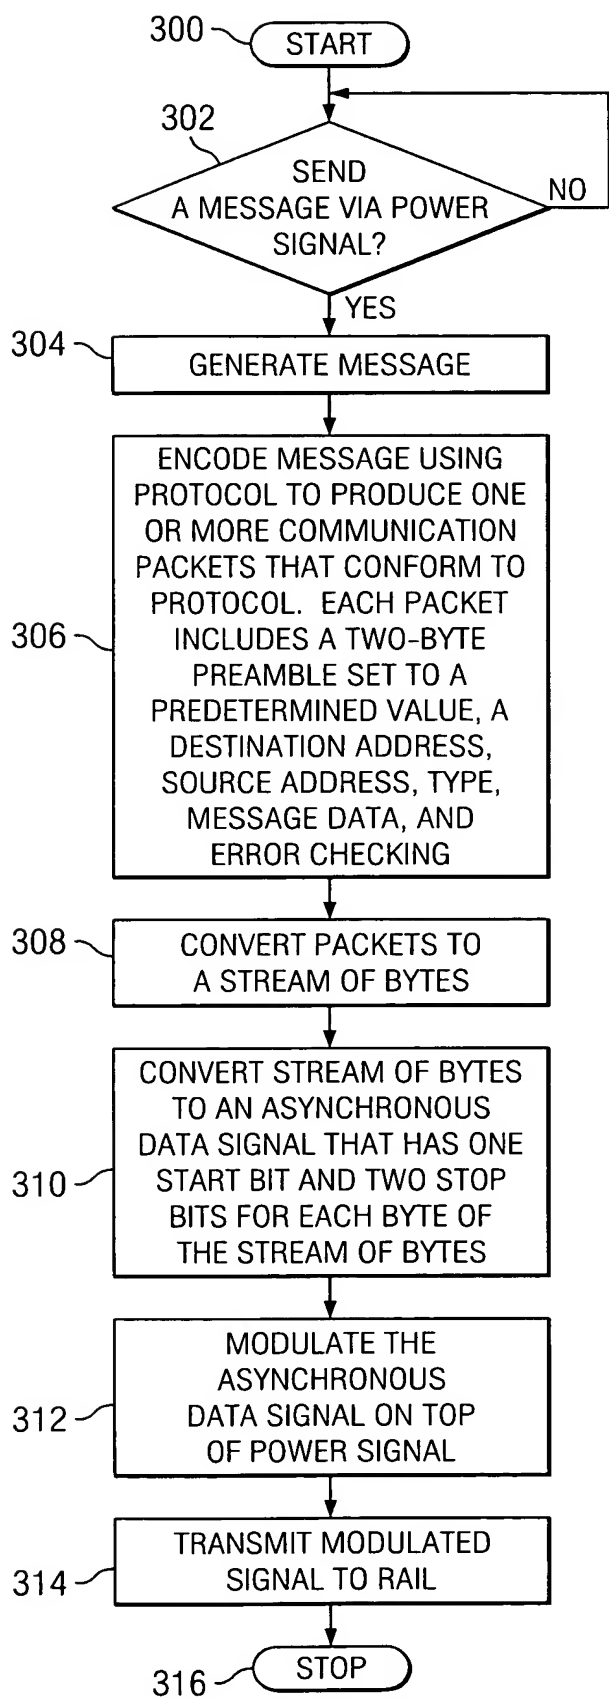 300
START
302
SEND
A MESSAGE VIA POWER
SIGNAL?
NO
YES
304
GENERATE MESSAGE
306
ENCODE MESSAGE USING
PROTOCOL TO PRODUCE ONE
OR MORE COMMUNICATION
PACKETS THAT CONFORM TO
PROTOCOL. EACH PACKET
INCLUDES A TWO-BYTE
PREAMBLE SET TO A
PREDETERMINED VALUE, A
DESTINATION ADDRESS,
SOURCE ADDRESS, TYPE,
MESSAGE DATA, AND
ERROR CHECKING
308
CONVERT PACKETS TO
A STREAM OF BYTES
310
CONVERT STREAM OF BYTES
TO AN ASYNCHRONOUS
DATA SIGNAL THAT HAS ONE
START BIT AND TWO STOP
BITS FOR EACH BYTE OF
THE STREAM OF BYTES
312
MODULATE THE
ASYNCHRONOUS
DATA SIGNAL ON TOP
OF POWER SIGNAL
314
TRANSMIT MODULATED
SIGNAL TO RAIL
316
STOP